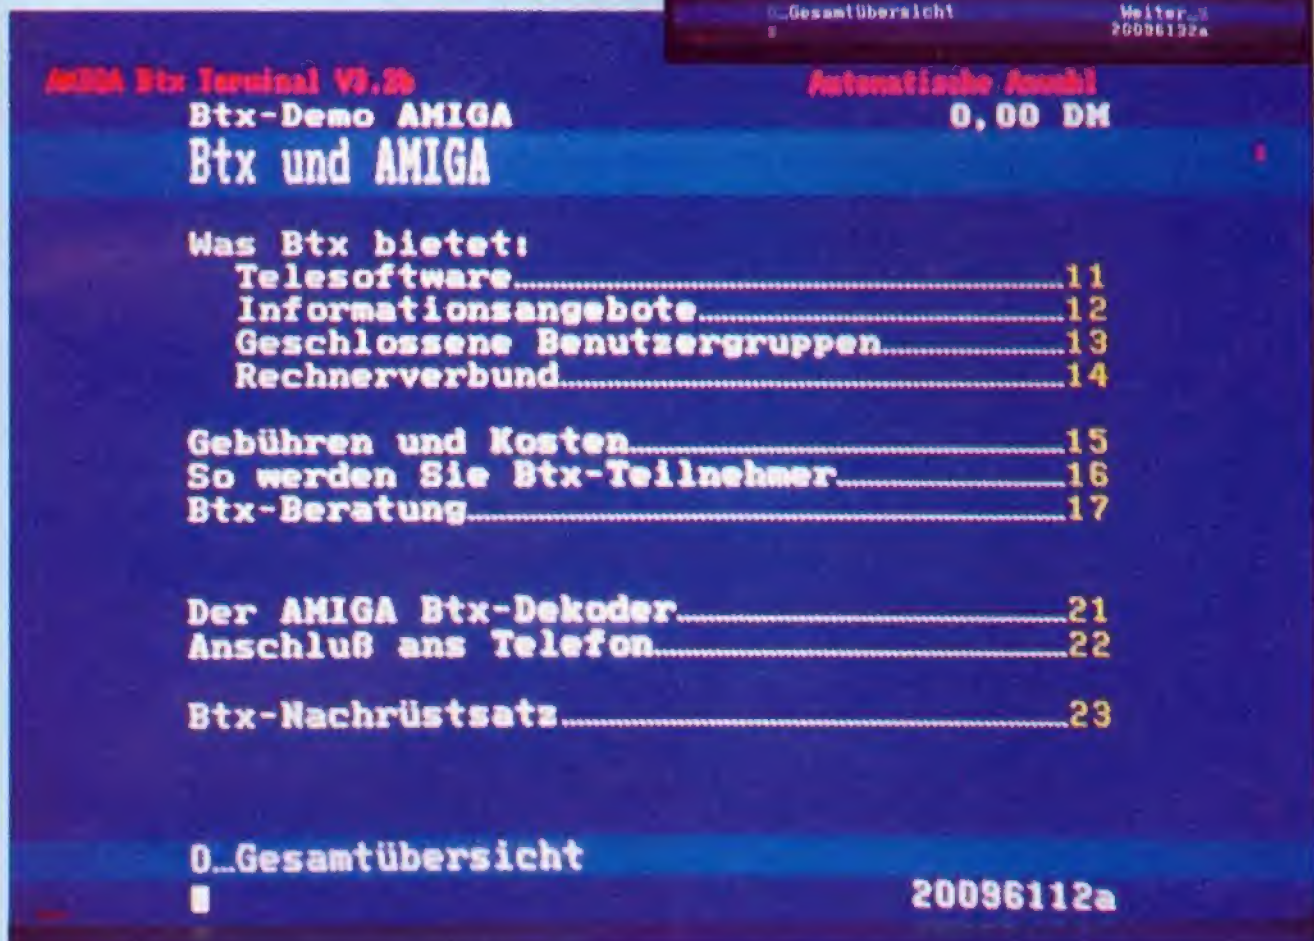 0...Gesamtübersicht Weiter...#
20096132a
AMIGA Btx Terminal V3.2b Automatische Anwahl
Btx-Demo AMIGA 0,00 DM
Btx und AMIGA
Was Btx bietet:
Telesoftware...11
Informationsangebote...12
Geschlossene Benutzergruppen...13
Rechnerverbund...14
Gebühren und Kosten...15
So werden Sie Btx-Teilnehmer...16
Btx-Beratung...17
Der AMIGA Btx-Dekoder...21
Anschluß ans Telefon...22
Btx-Nachrüstsatz...23
0...Gesamtübersicht
20096112a